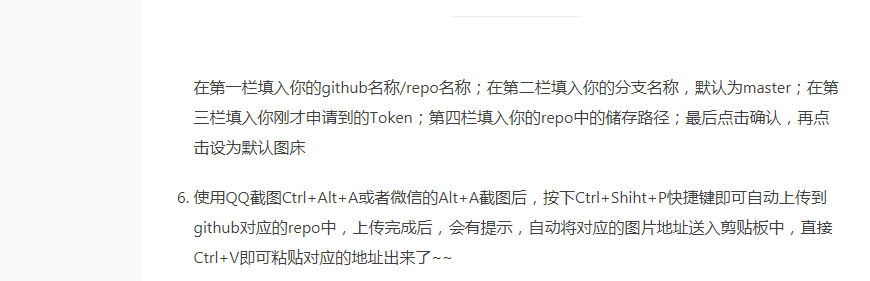 在第一栏填入你的github名称/repo名称；在第二栏填入你的分支名称，默认为master；在第
三栏填入你刚才申请到的Token；第四栏填入你的repo中的储存路径；最后点击确认，再点
击设为默认图床
6. 使用QQ截图Ctrl+Alt+A或者微信的Alt+A截图后，按下Ctrl+Shiht+P快捷键即可自动上传到
github对应的repo中，上传完成后，会有提示，自动将对应的图片地址送入剪贴板中，直接
Ctrl+V即可粘贴对应的地址出来了~~